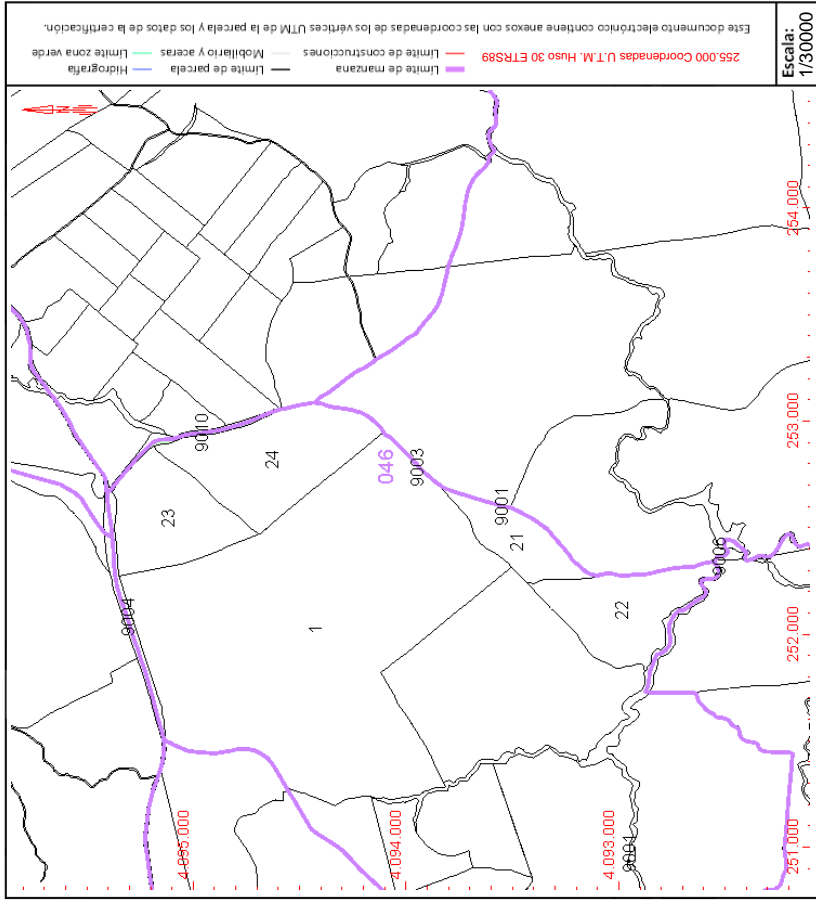 Este documento electrónico contiene anexos con las coordenadas de los vértices UTM de la parcela y los datos de la certificación.
255.000 Coordenadas U.T.M. Huso 30 ETRS89
Límite de manzana
Límite de construcciones
Límite de parcela
Mobiliario y aceras
Hidrografía
Límite zona verde
Escala:
1/30000
N
254.000
9010
24
253.000
046
9003
23
9001
21
9006
22
9004
1
252.000
4.095.000
4.094.000
4.093.000
9001
251.000